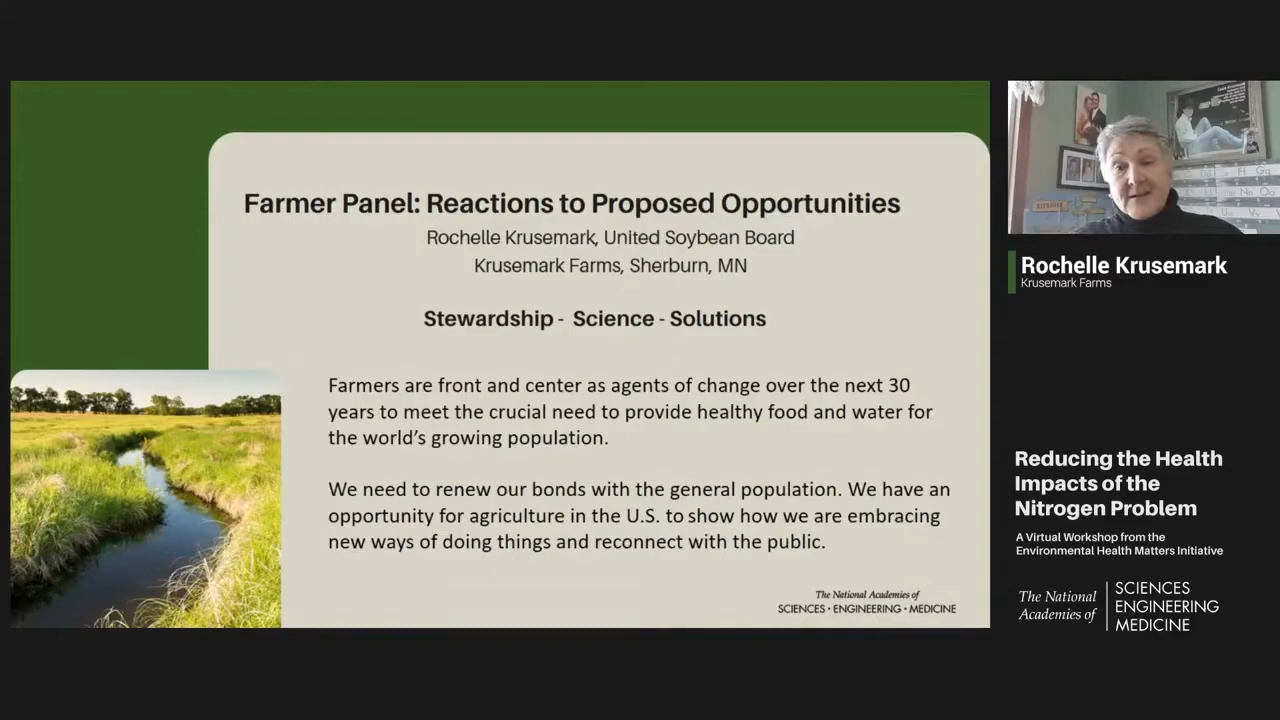 Farmer Panel: Reactions to Proposed Opportunities
Rochelle Krusemark, United Soybean Board
Krusemark Farms, Sherburn, MN
Stewardship - Science - Solutions
Farmers are front and center as agents of change over the next 30
years to meet the crucial need to provide healthy food and water for
the world’s growing population.
We need to renew our bonds with the general population. We have an
opportunity for agriculture in the U.S. to show how we are embracing
new ways of doing things and reconnect with the public.
The National Academies of
SCIENCES • ENGINEERING • MEDICINE
Rochelle Krusemark
Krusemark Farms
Reducing the Health
Impacts of the
Nitrogen Problem
A Virtual Workshop from the
Environmental Health Matters Initiative
The National
Academies of
SCIENCES
ENGINEERING
MEDICINE